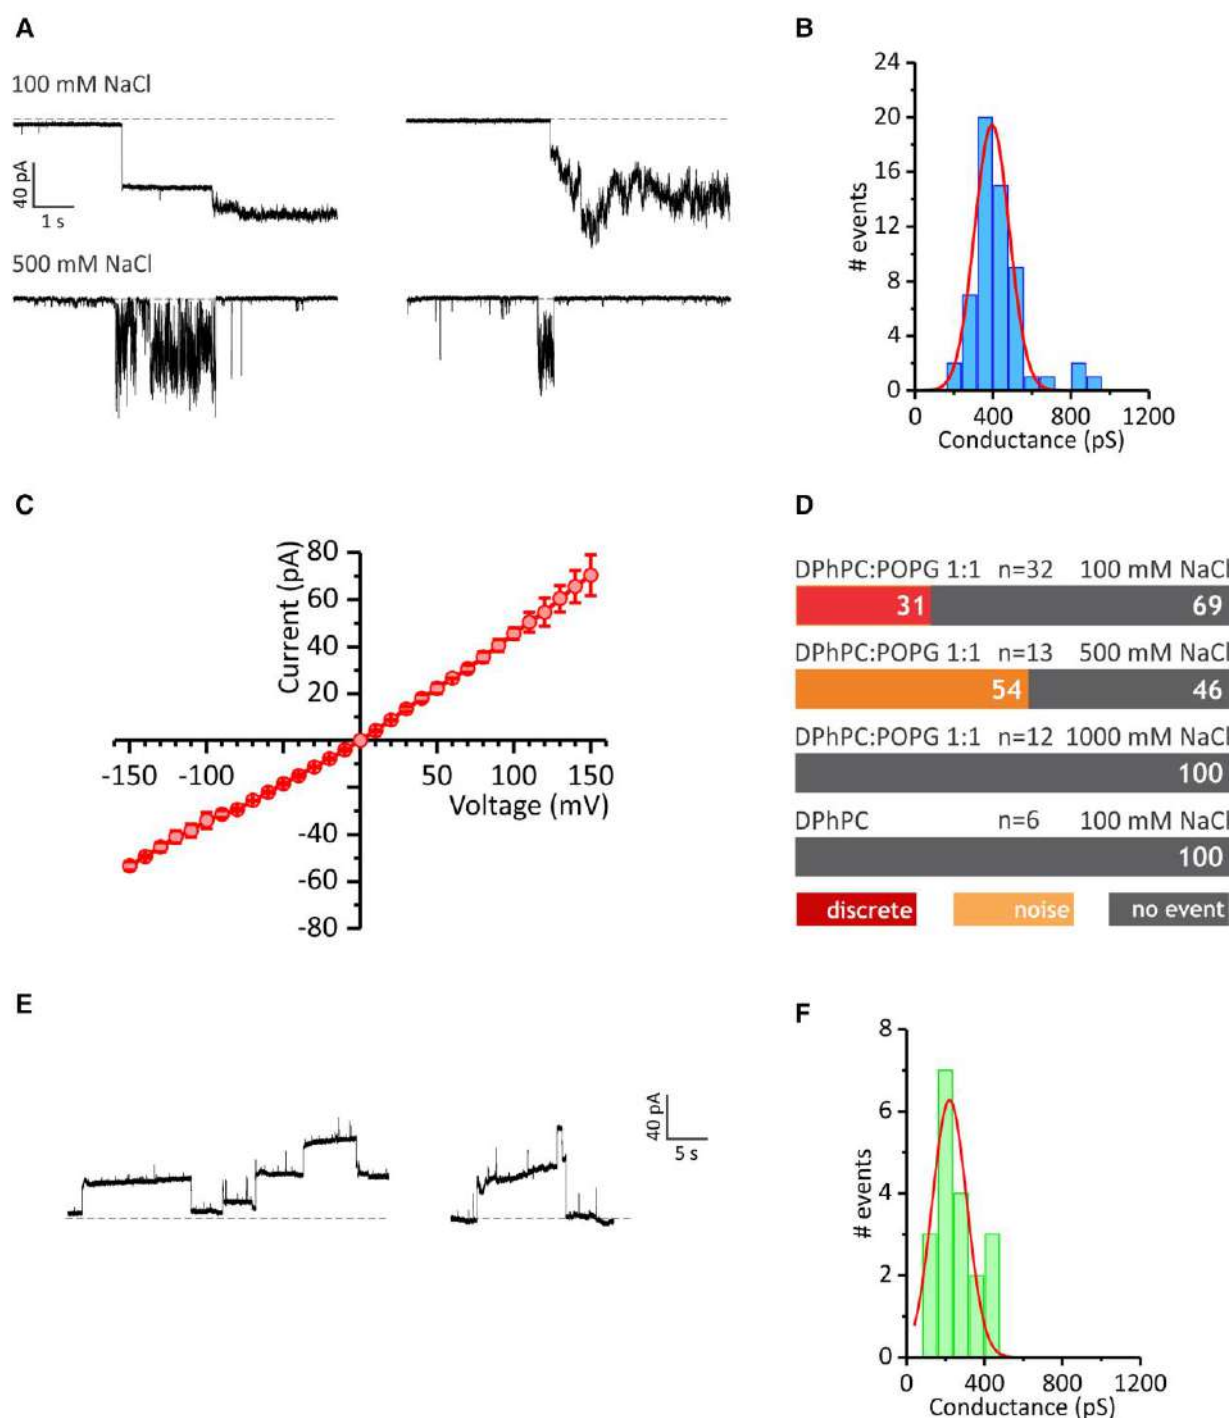 A
100 mM NaCl
40 pA
1 s
500 mM NaCl
B
24
20
16
12
8
4
0
# events
0 400 800 1200
Conductance (pS)
C
Current (pA)
80
60
40
20
-150 -100 50 100 150
Voltage (mV)
-40
-60
-80
D
DPhPC:POPG 1:1 n=32 100 mM NaCl
31 69
DPhPC:POPG 1:1 n=13 500 mM NaCl
54 46
DPhPC:POPG 1:1 n=12 1000 mM NaCl
100
DPhPC n=6 100 mM NaCl
100
discrete noise no event
E
40 pA
5 s
F
8
6
4
2
0
# events
0 400 800 1200
Conductance (pS)